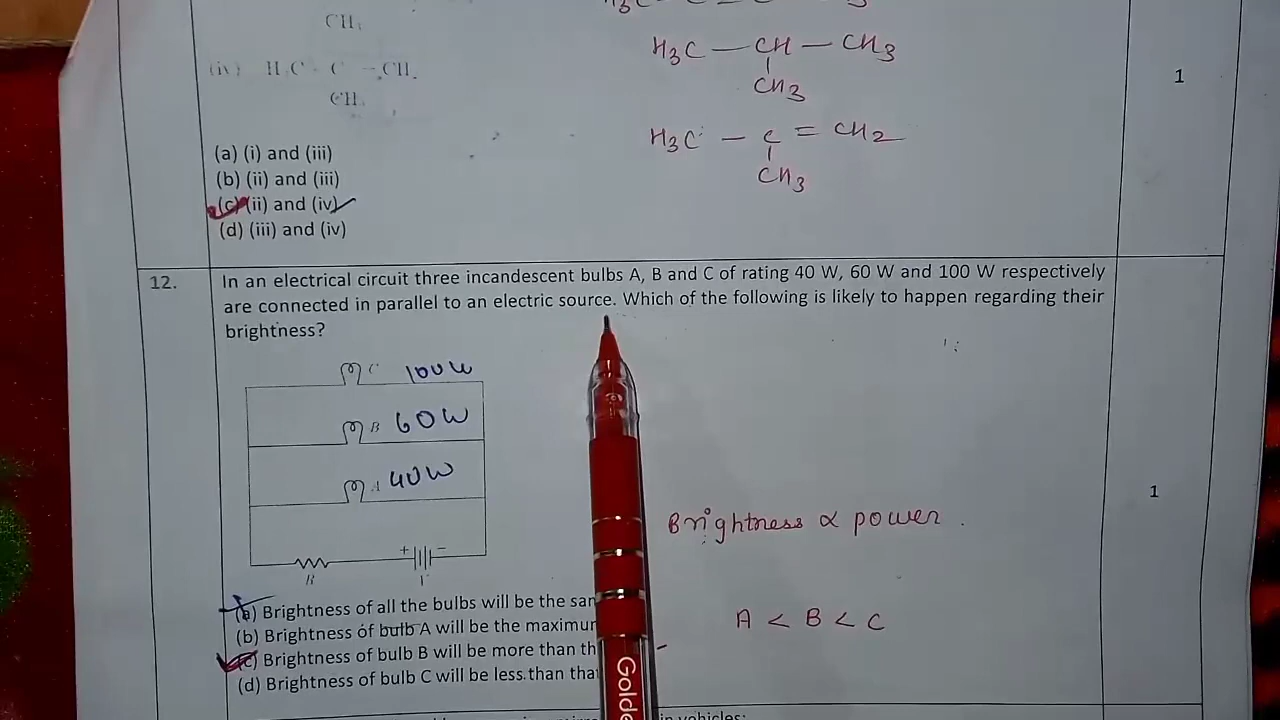 CH₃
(iv) H₃C - C - CH₃
CH₃
(a) (i) and (iii)
(b) (ii) and (iii)
(c) (ii) and (iv)
(d) (iii) and (iv)
H₃C — CH — CH₃
CH₃
H₃C — C = CH₂
CH₃
1
12.
In an electrical circuit three incandescent bulbs A, B and C of rating 40 W, 60 W and 100 W respectively
are connected in parallel to an electric source. Which of the following is likely to happen regarding their
brightness?
C 100W
B 60W
A 40W
+ −
R
Brightness ∝ power.
A < B < C
1
(a) Brightness of all the bulbs will be the
(b) Brightness of bulb A will be the
(c) Brightness of bulb B will be more than
(d) Brightness of bulb C will be less than
Golde
in vehicles: